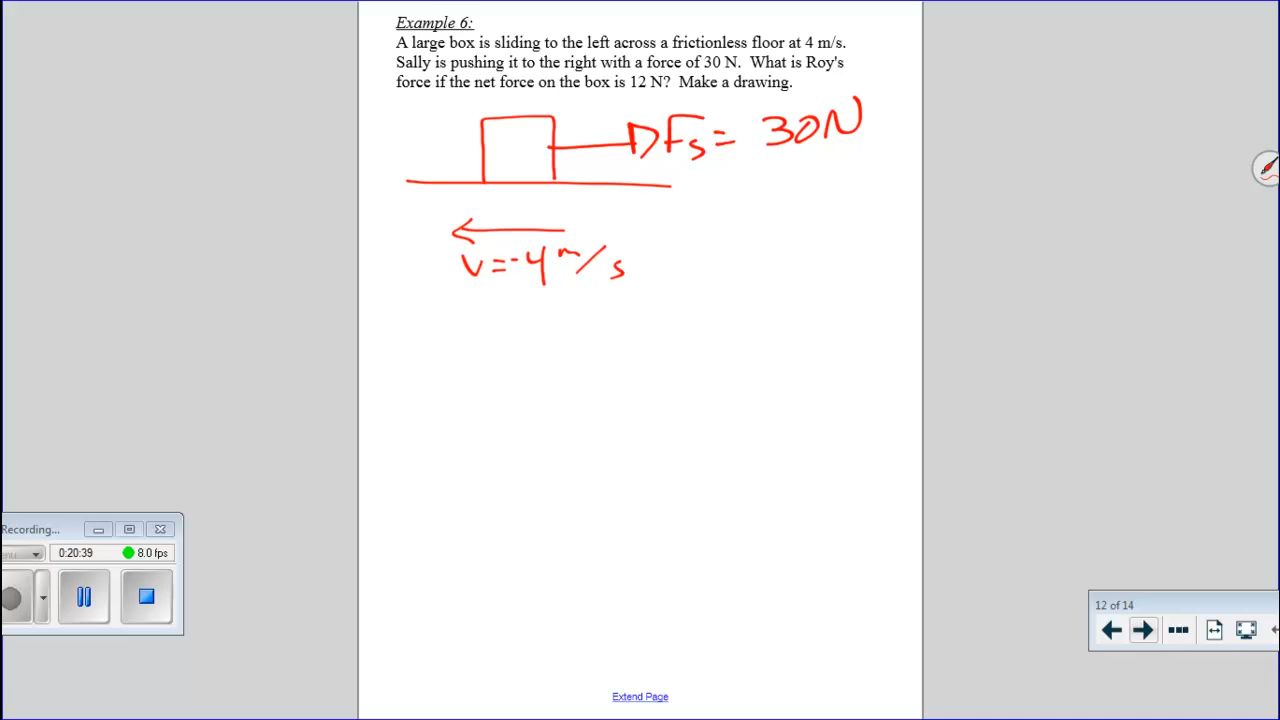 Example 6:
A large box is sliding to the left across a frictionless floor at 4 m/s.
Sally is pushing it to the right with a force of 30 N.  What is Roy's
force if the net force on the box is 12 N?  Make a drawing.
Fs = 30N
v = -4 m/s
Recording...
0:20:39 8.0 fps
12 of 14
Extend Page